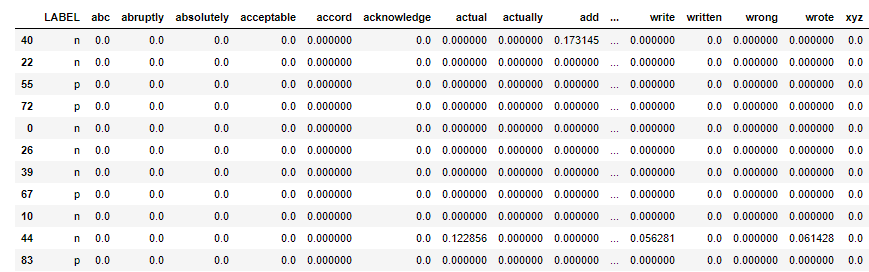 LABEL abc abruptly absolutely acceptable accord acknowledge actual actually add ... write written wrong wrote xyz
40 n 0.0 0.0 0.0 0.0 0.000000 0.0 0.000000 0.000000 0.173145 ... 0.000000 0.0 0.000000 0.000000 0.0
22 n 0.0 0.0 0.0 0.0 0.000000 0.0 0.000000 0.000000 0.000000 ... 0.000000 0.0 0.000000 0.000000 0.0
55 p 0.0 0.0 0.0 0.0 0.000000 0.0 0.000000 0.000000 0.000000 ... 0.000000 0.0 0.000000 0.000000 0.0
72 p 0.0 0.0 0.0 0.0 0.000000 0.0 0.000000 0.000000 0.000000 ... 0.000000 0.0 0.000000 0.000000 0.0
0 n 0.0 0.0 0.0 0.0 0.000000 0.0 0.000000 0.000000 0.000000 ... 0.000000 0.0 0.000000 0.000000 0.0
26 n 0.0 0.0 0.0 0.0 0.000000 0.0 0.000000 0.000000 0.000000 ... 0.000000 0.0 0.000000 0.000000 0.0
39 n 0.0 0.0 0.0 0.0 0.000000 0.0 0.000000 0.000000 0.000000 ... 0.000000 0.0 0.000000 0.000000 0.0
67 p 0.0 0.0 0.0 0.0 0.000000 0.0 0.000000 0.000000 0.000000 ... 0.000000 0.0 0.000000 0.000000 0.0
10 n 0.0 0.0 0.0 0.0 0.000000 0.0 0.000000 0.000000 0.000000 ... 0.000000 0.0 0.000000 0.000000 0.0
44 n 0.0 0.0 0.0 0.0 0.000000 0.0 0.122856 0.000000 0.000000 ... 0.056281 0.0 0.000000 0.061428 0.0
83 p 0.0 0.0 0.0 0.0 0.000000 0.0 0.000000 0.000000 0.000000 ... 0.000000 0.0 0.000000 0.000000 0.0